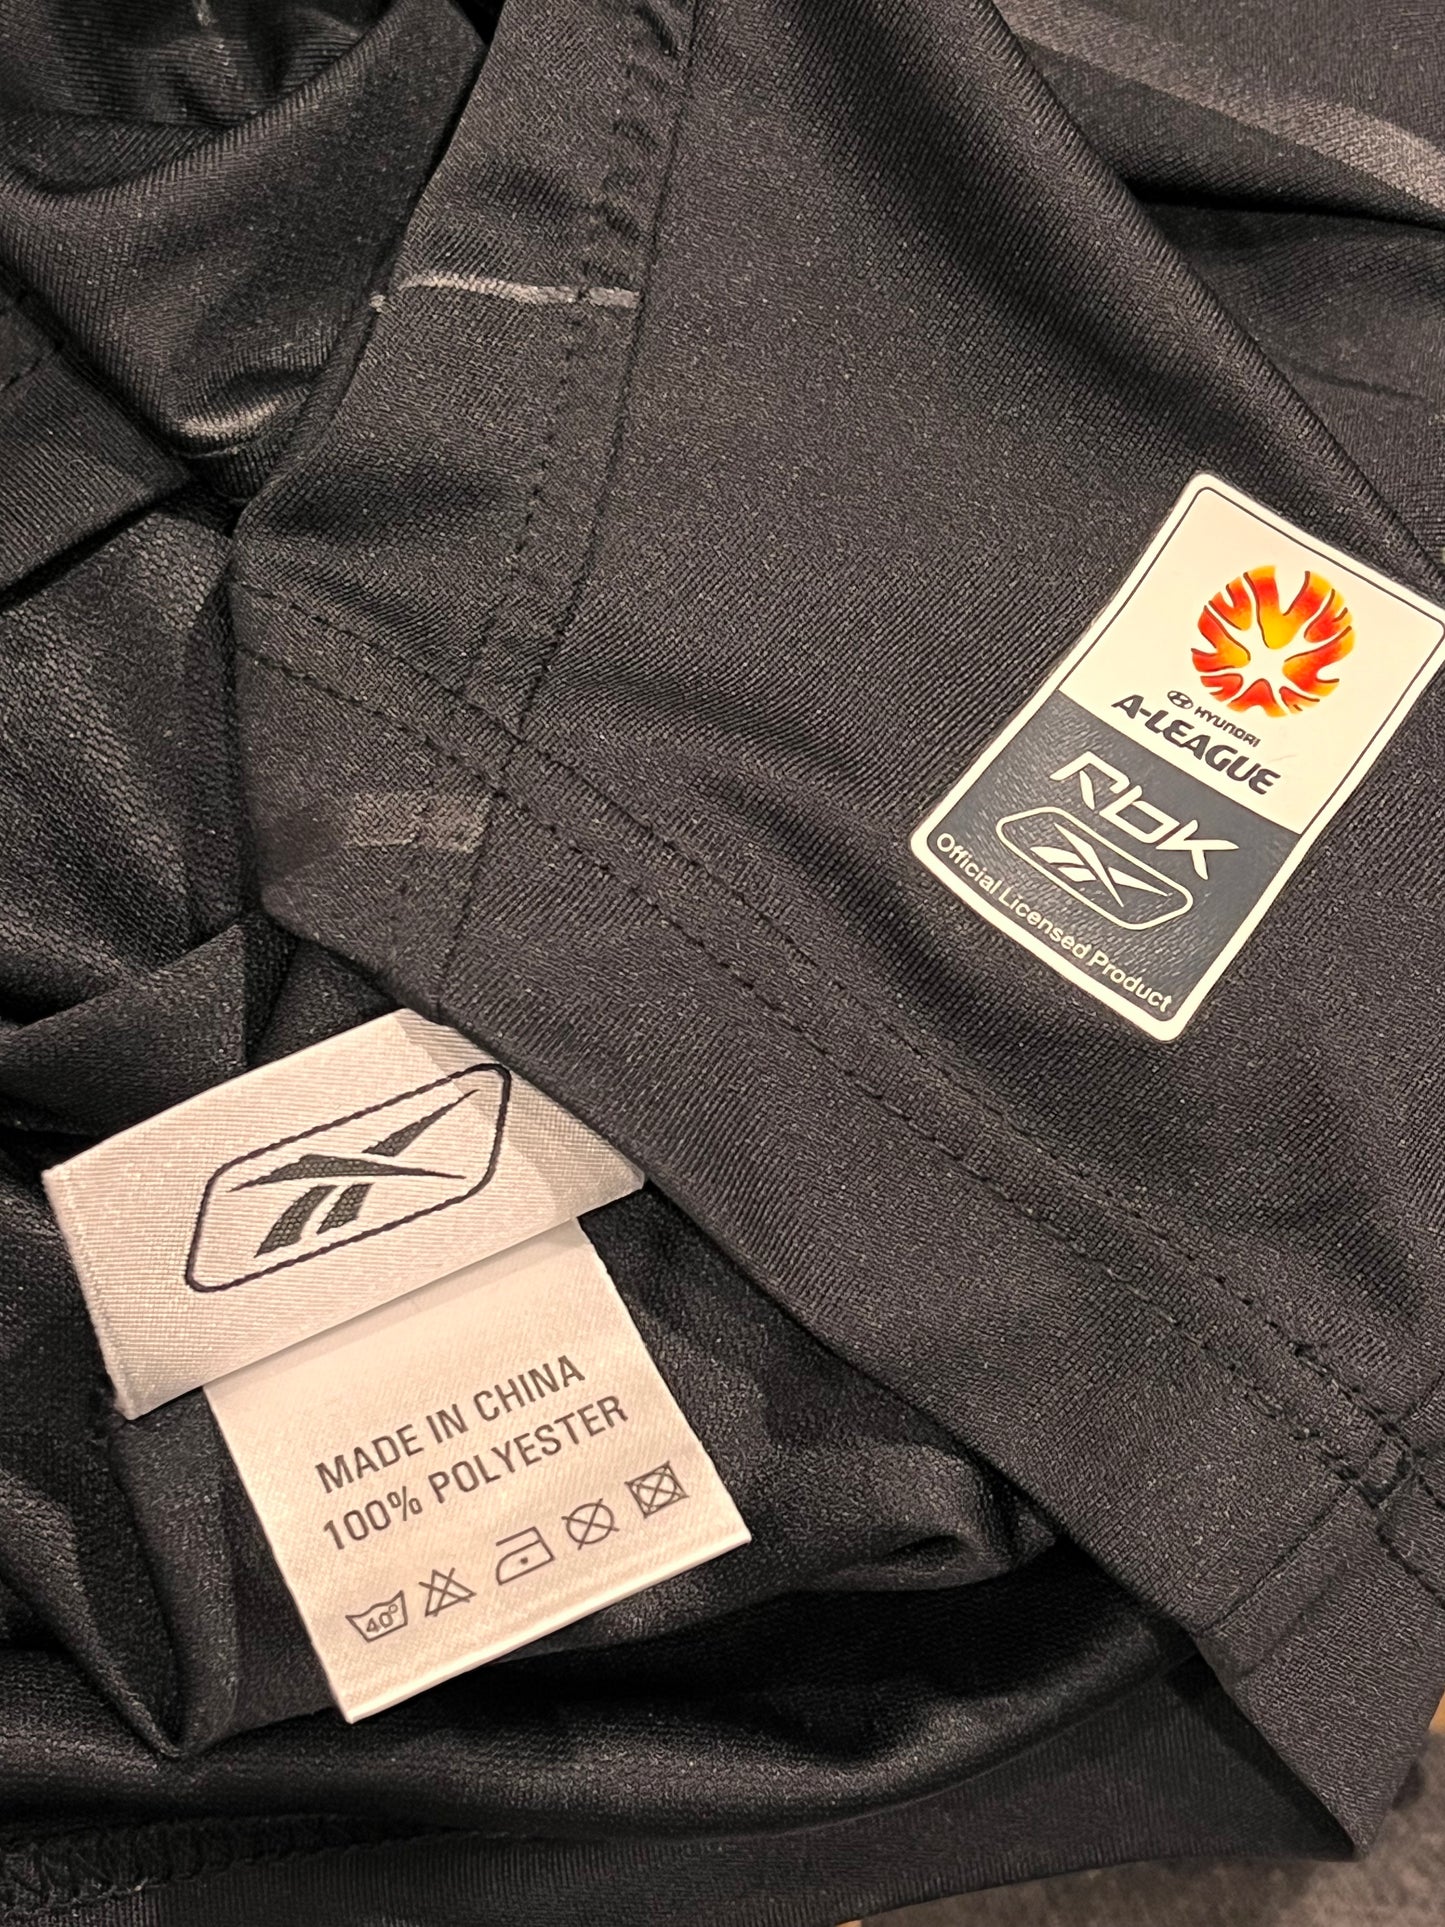 HYUNDAI
A-LEAGUE
Rbk
Official Licensed Product
MADE IN CHINA
100% POLYESTER
40°